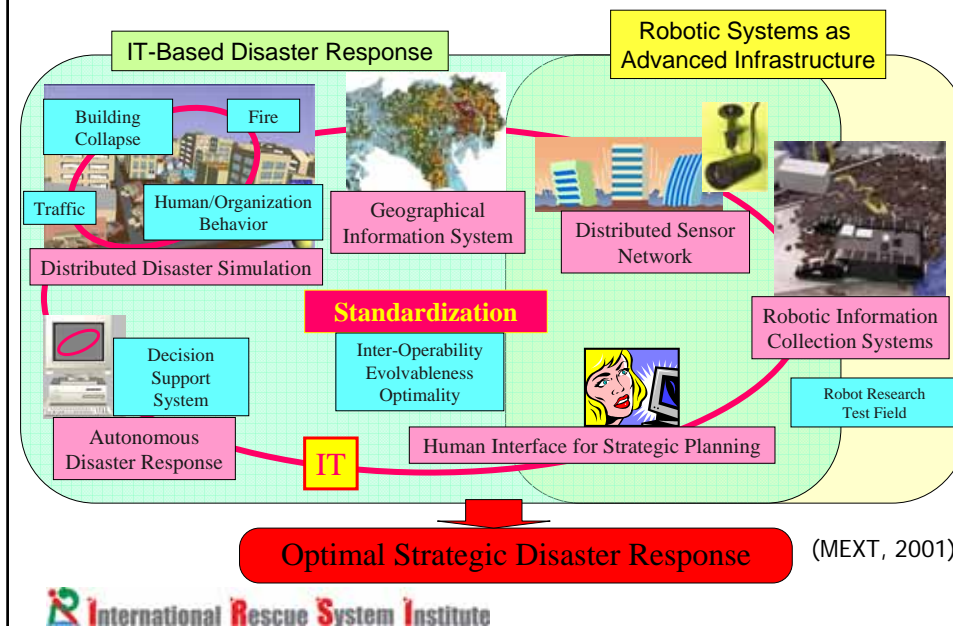 IT-Based Disaster Response
Robotic Systems as
Advanced Infrastructure
Building
Collapse
Fire
Traffic
Human/Organization
Behavior
Distributed Disaster Simulation
Geographical
Information System
Distributed Sensor
Network
Robotic Information
Collection Systems
Robot Research
Test Field
Standardization
Inter-Operability
Evolvableness
Optimality
Decision
Support
System
Autonomous
Disaster Response
IT
Human Interface for Strategic Planning
Optimal Strategic Disaster Response
(MEXT, 2001)
International Rescue System Institute